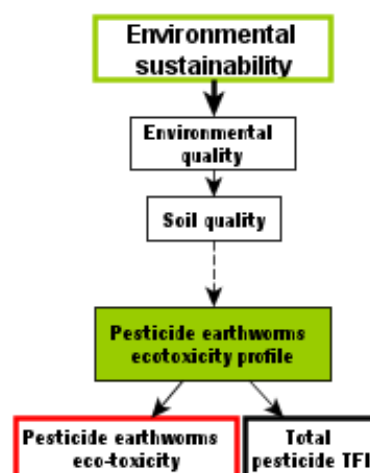 Environmental
sustainability
Environmental
quality
Soil quality
Pesticide earthworms
ecotoxicity profile
Pesticide earthworms
eco-toxicity
Total
pesticide TFI